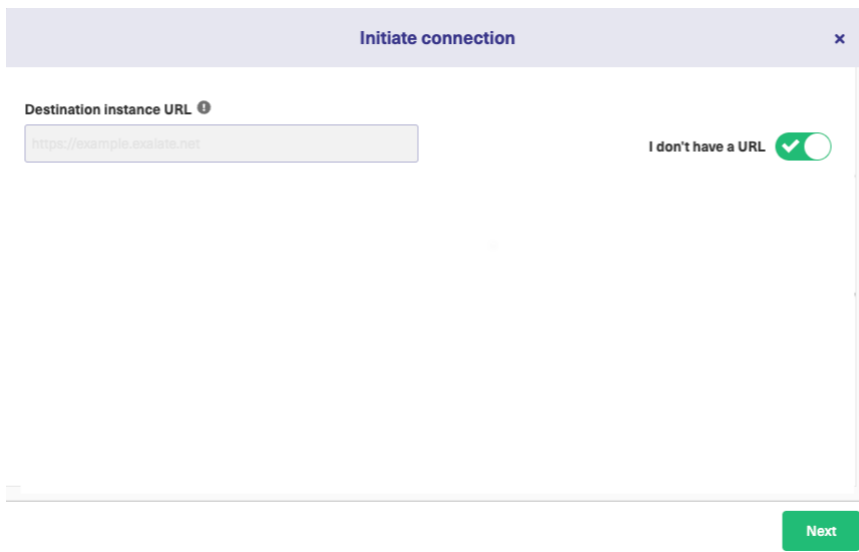 Initiate connection
×
Destination instance URL
https://example.exalate.net
I don't have a URL
Next